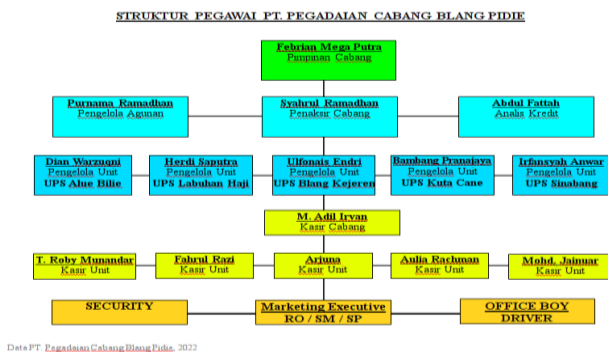 STRUKTUR PEGAWAI PT. PEGADAIAN CABANG BLANG PIDIE
Febrian Mega Putra
Pimpinan Cabang
Purnama Ramadhan
Pengelola Agunan
Syahrul Ramadhan
Penaksir Cabang
Abdul Fattah
Analis Kredit
Dian Warzuqni
Pengelola Unit
UPS Alue Bilie
Herdi Saputra
Pengelola Unit
UPS Labuhan Haji
Ulfonais Endri
Pengelola Unit
UPS Blang Kejeren
Bambang Pranajaya
Pengelola Unit
UPS Kuta Cane
Irfansyah Anwar
Pengelola Unit
UPS Sinabang
M. Adil Irvan
Kasir Cabang
T. Roby Munandar
Kasir Unit
Fahrul Razi
Kasir Unit
Arjuna
Kasir Unit
Aulia Rachman
Kasir Unit
Mohd. Jainuar
Kasir Unit
SECURITY
Marketing Executive
RO / SM / SP
OFFICE BOY
DRIVER
Data PT. Pegadaian Cabang Blang Pidie, 2022